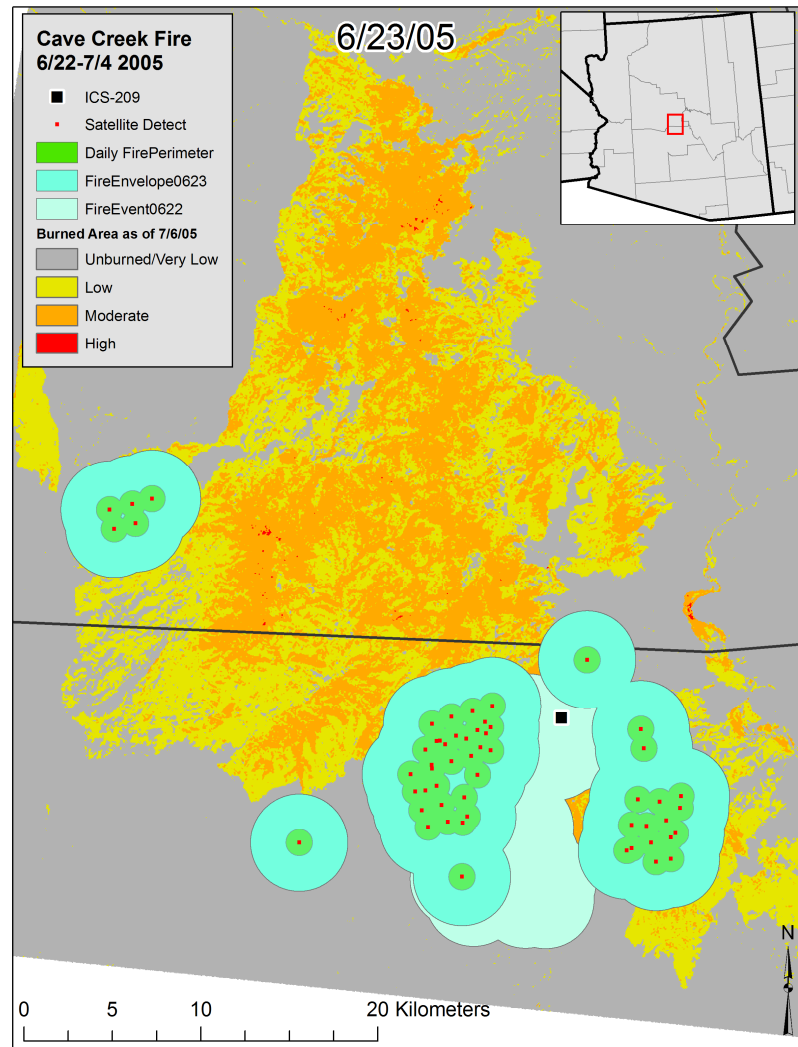 Cave Creek Fire
6/22-7/4 2005
6/23/05
ICS-209
Satellite Detect
Daily FirePerimeter
FireEnvelope0623
FireEvent0622
Burned Area as of 7/6/05
Unburned/Very Low
Low
Moderate
High
N
0 5 10 20 Kilometers